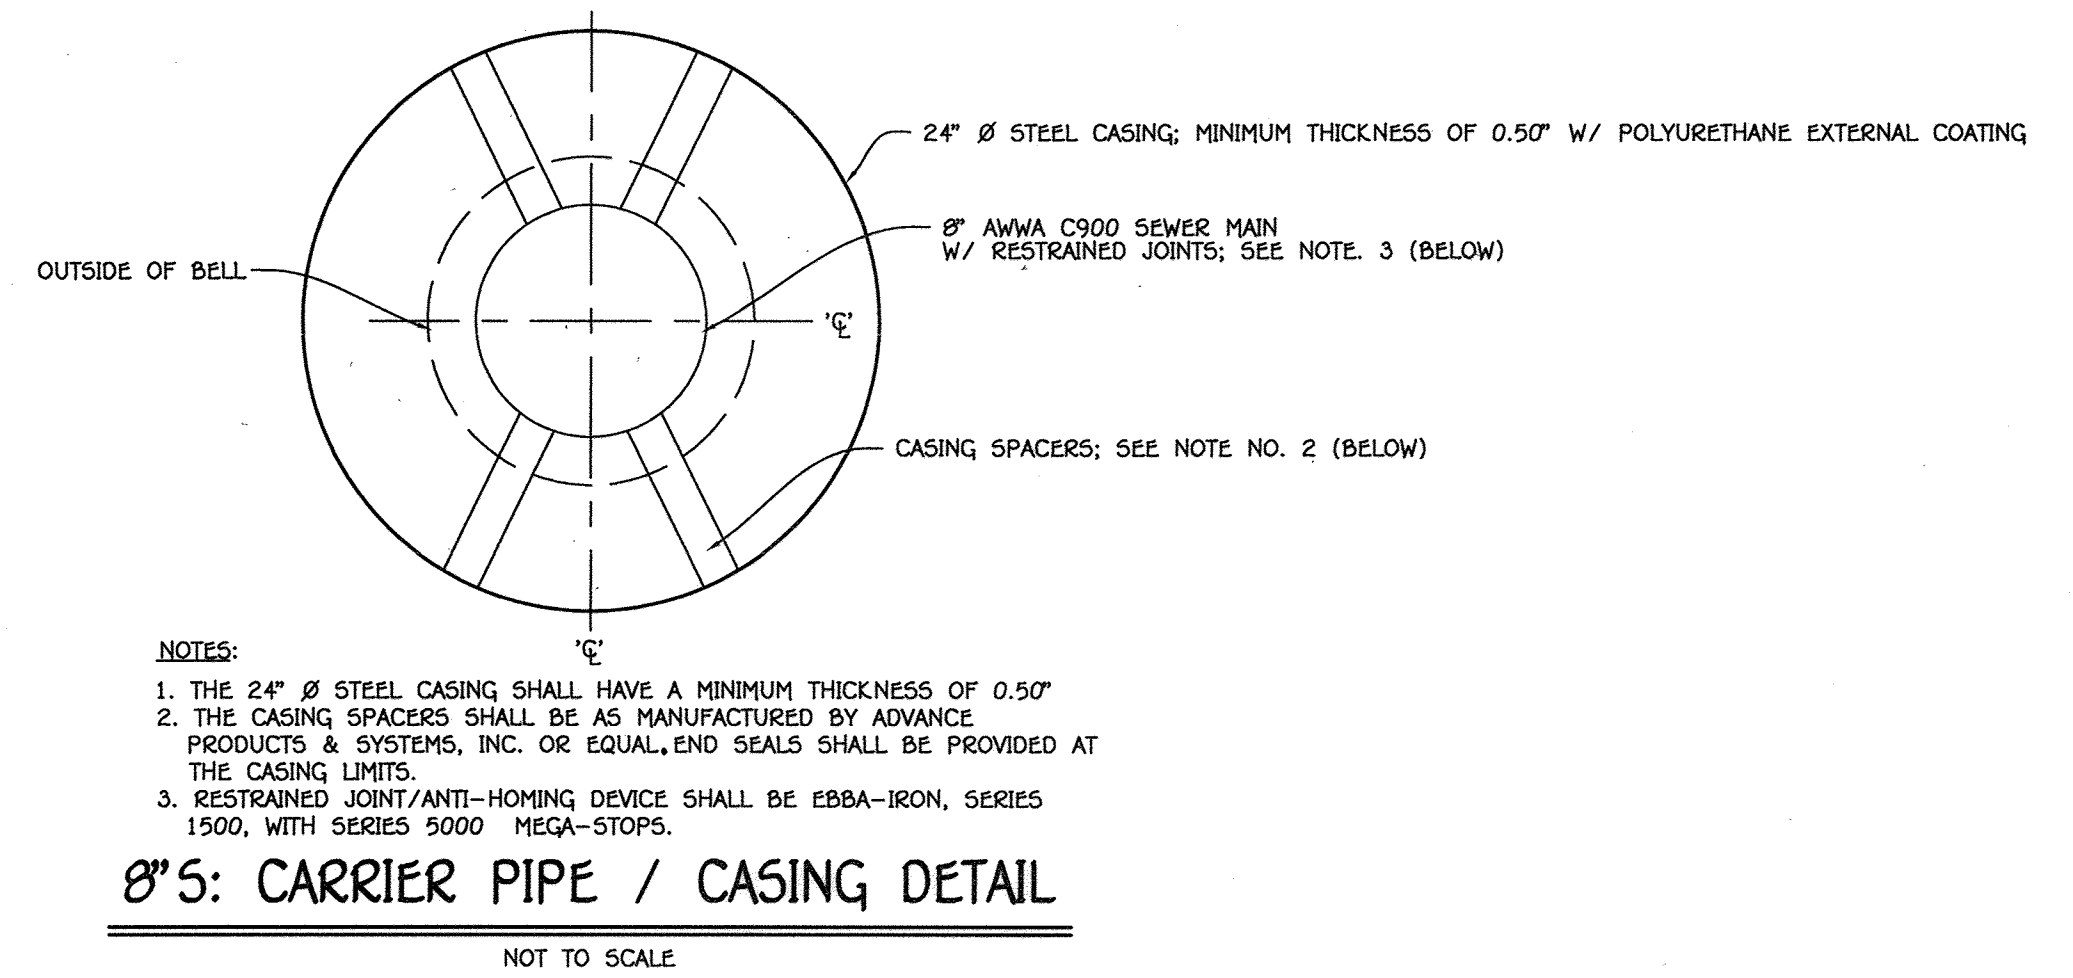 24" Ø STEEL CASING; MINIMUM THICKNESS OF 0.50" W/ POLYURETHANE EXTERNAL COATING
8" AWWA C900 SEWER MAIN
W/ RESTRAINED JOINTS; SEE NOTE. 3 (BELOW)
OUTSIDE OF BELL
'℄'
CASING SPACERS; SEE NOTE NO. 2 (BELOW)
'℄'
NOTES:
1. THE 24" Ø STEEL CASING SHALL HAVE A MINIMUM THICKNESS OF 0.50"
2. THE CASING SPACERS SHALL BE AS MANUFACTURED BY ADVANCE
PRODUCTS & SYSTEMS, INC. OR EQUAL. END SEALS SHALL BE PROVIDED AT
THE CASING LIMITS.
3. RESTRAINED JOINT/ANTI-HOMING DEVICE SHALL BE EBBA-IRON, SERIES
1500, WITH SERIES 5000 MEGA-STOPS.
8"S: CARRIER PIPE / CASING DETAIL
NOT TO SCALE